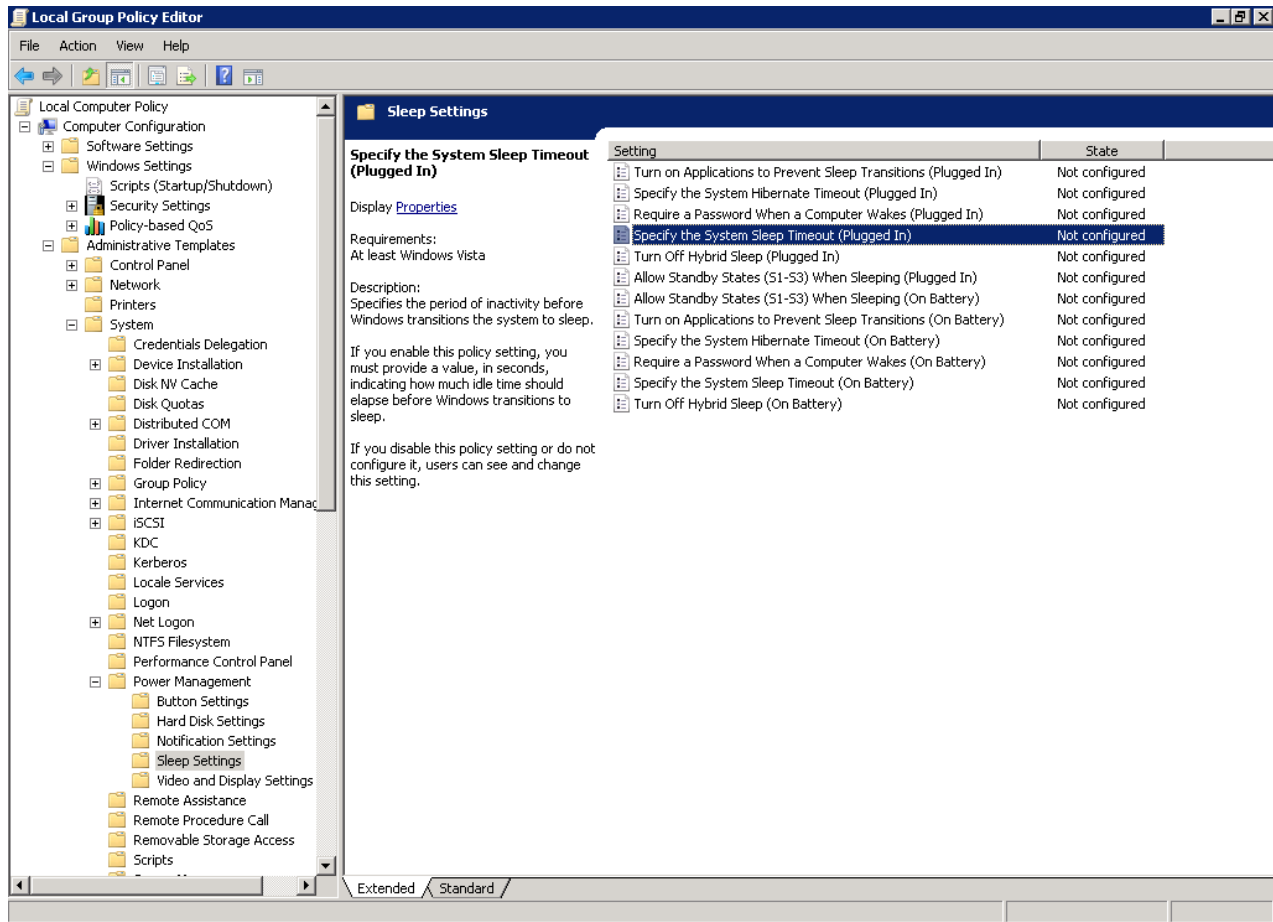 Local Group Policy Editor
File Action View Help
Local Computer Policy
Computer Configuration
Software Settings
Windows Settings
Scripts (Startup/Shutdown)
Security Settings
Policy-based QoS
Administrative Templates
Control Panel
Network
Printers
System
Credentials Delegation
Device Installation
Disk NV Cache
Disk Quotas
Distributed COM
Driver Installation
Folder Redirection
Group Policy
Internet Communication Manag
iSCSI
KDC
Kerberos
Locale Services
Logon
Net Logon
NTFS Filesystem
Performance Control Panel
Power Management
Button Settings
Hard Disk Settings
Notification Settings
Sleep Settings
Video and Display Settings
Remote Assistance
Remote Procedure Call
Removable Storage Access
Scripts
Sleep Settings
Specify the System Sleep Timeout
(Plugged In)
Display Properties
Requirements:
At least Windows Vista
Description:
Specifies the period of inactivity before
Windows transitions the system to sleep.
If you enable this policy setting, you
must provide a value, in seconds,
indicating how much idle time should
elapse before Windows transitions to
sleep.
If you disable this policy setting or do not
configure it, users can see and change
this setting.
Setting State
Turn on Applications to Prevent Sleep Transitions (Plugged In) Not configured
Specify the System Hibernate Timeout (Plugged In) Not configured
Require a Password When a Computer Wakes (Plugged In) Not configured
Specify the System Sleep Timeout (Plugged In) Not configured
Turn Off Hybrid Sleep (Plugged In) Not configured
Allow Standby States (S1-S3) When Sleeping (Plugged In) Not configured
Allow Standby States (S1-S3) When Sleeping (On Battery) Not configured
Turn on Applications to Prevent Sleep Transitions (On Battery) Not configured
Specify the System Hibernate Timeout (On Battery) Not configured
Require a Password When a Computer Wakes (On Battery) Not configured
Specify the System Sleep Timeout (On Battery) Not configured
Turn Off Hybrid Sleep (On Battery) Not configured
Extended Standard